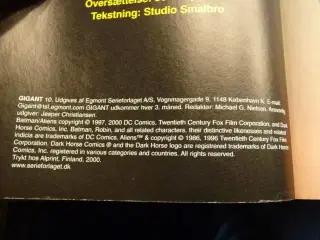 Oversættelse:
Tekstning: Studio Smalbro
GIGANT 10. Udgives af Egmont Serieforlaget A/S, Vognmagergade 9, 1148 København K. E-mail:
Gigant@tsf.egmont.com GIGANT udkommer hver 3. måned. Redaktør: Michael G. Nielsen. Ansvarlig
udgiver: Jesper Christiansen.
Batman/Aliens copyright © 1997, 2000 DC Comics, Twentieth Century Fox Film Corporation, and Dark
Horse Comics, Inc. Batman, Robin, and all related characters, their distinctive likenesses and related
indicia are trademarks of DC Comics, Aliens™ & copyright © 1986, 1996 Twentieth Century Fox Film
Corporation. Dark Horse Comics ® and the Dark Horse logo are registrered trademarks of Dark Horse
Comics, Inc. registered in various categories and countries. All rights reserved.
Trykt hos Alprint, Finland, 2000.
www.serieforlaget.dk